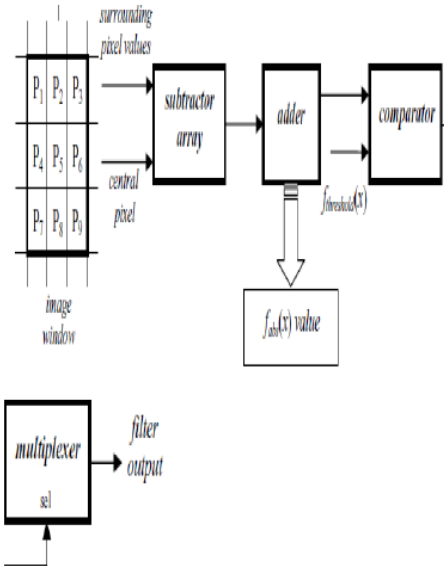 surrounding
pixel values
P1 P2 P3
P4 P5 P6
P7 P8 P9
central
pixel
image
window
subtractor
array
adder
comparator
fthreshold(x)
fabs(x) value
multiplexer
sel
filter
output